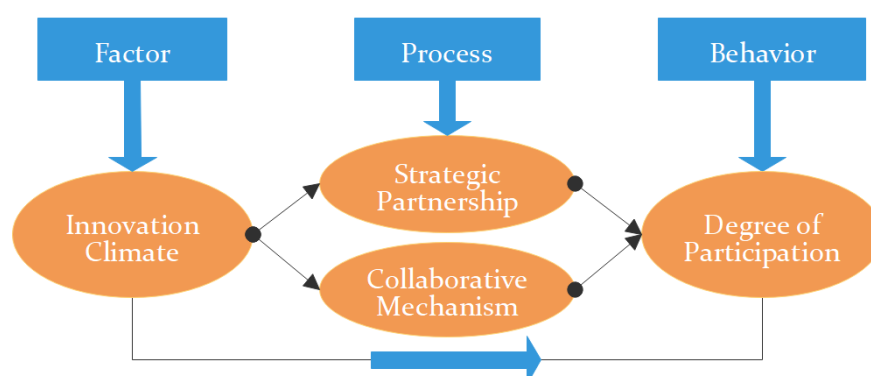 Factor
Process
Behavior
Strategic
Partnership
Innovation
Climate
Degree of
Participation
Collaborative
Mechanism